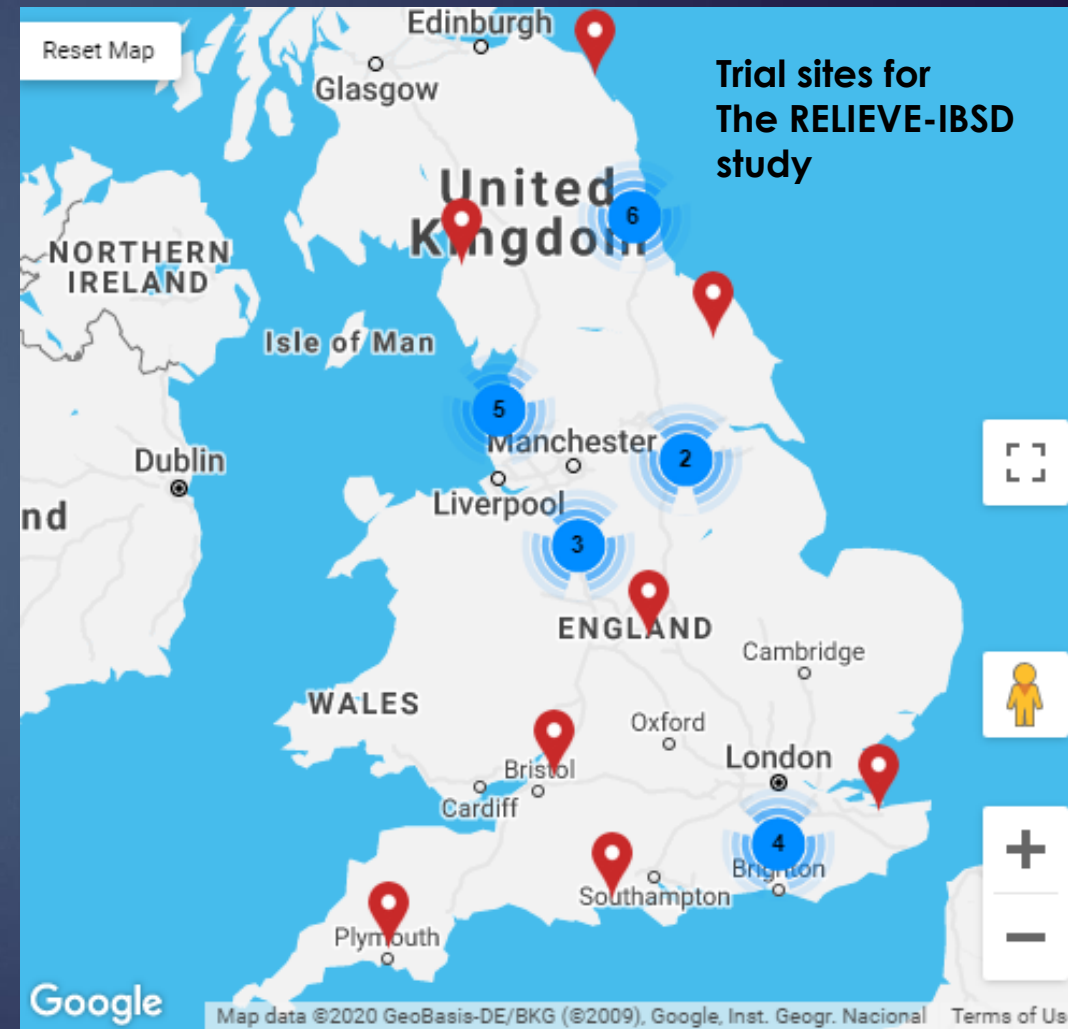 Reset Map
Edinburgh
Glasgow
Trial sites for
The RELIEVE-IBSD
study
United
Kingdom
6
NORTHERN
IRELAND
Isle of Man
5
Manchester
2
Dublin
Liverpool
nd
3
ENGLAND
Cambridge
WALES
Oxford
London
Bristol
Cardiff
4
Brighton
Southampton
Plymouth
Google
Map data ©2020 GeoBasis-DE/BKG (©2009), Google, Inst. Geogr. Nacional
Terms of Us